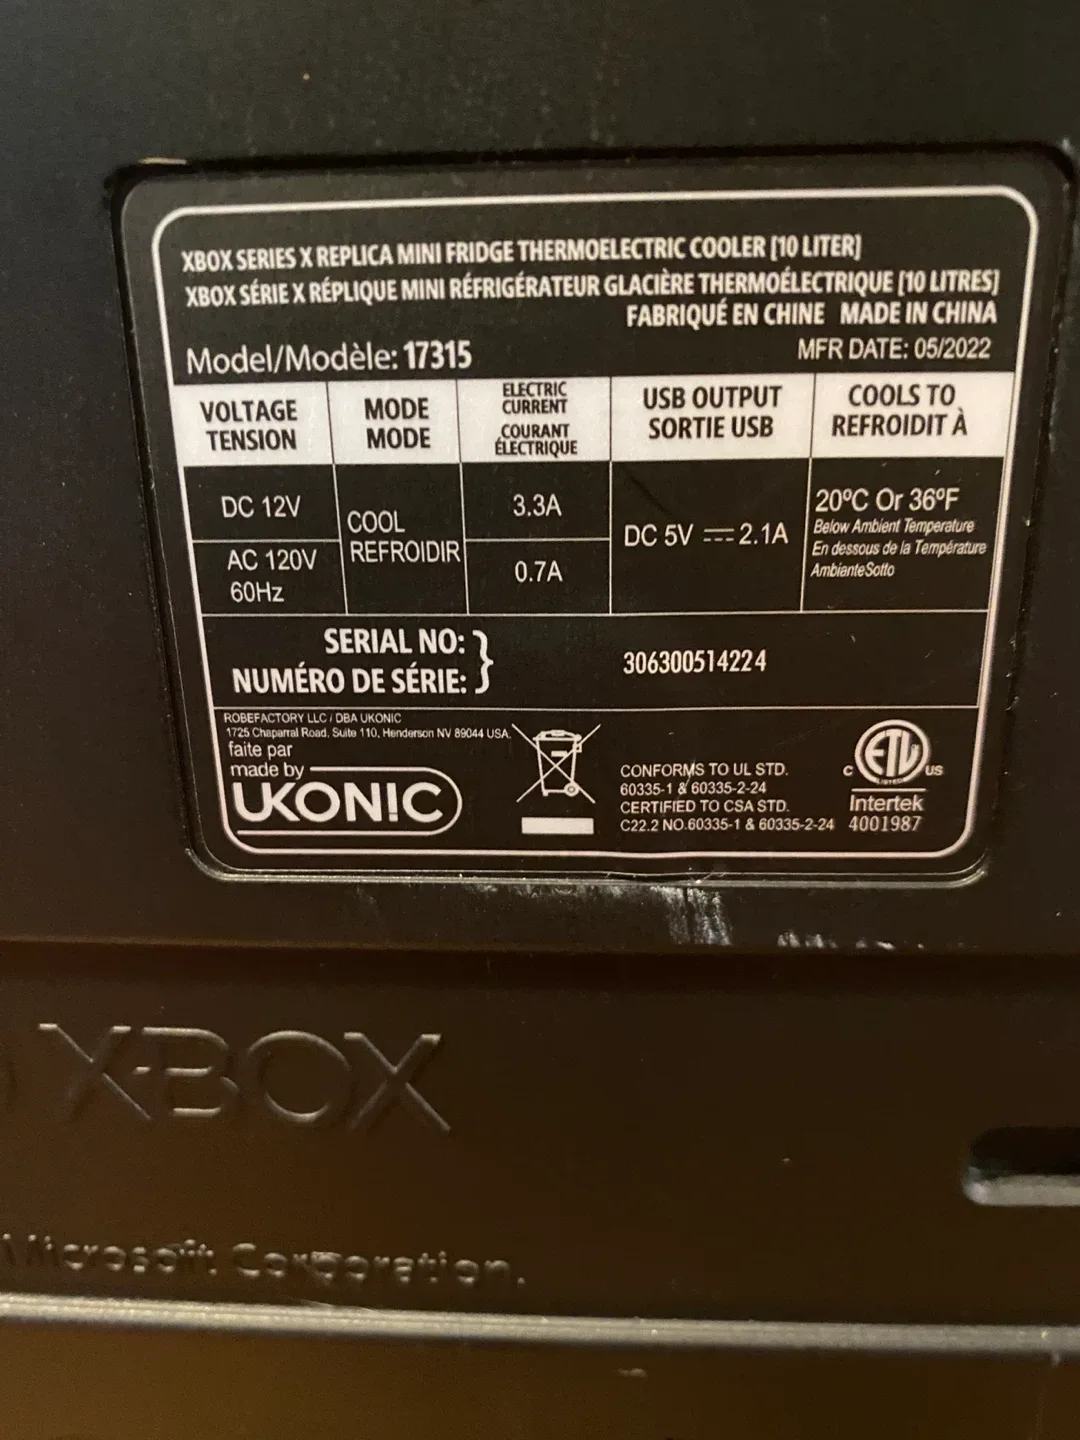 XBOX SERIES X REPLICA MINI FRIDGE THERMOELECTRIC COOLER [10 LITER]
XBOX SÉRIE X RÉPLIQUE MINI RÉFRIGÉRATEUR GLACIÈRE THERMOÉLECTRIQUE [10 LITRES]
FABRIQUÉ EN CHINE MADE IN CHINA
Model/Modèle: 17315
MFR DATE: 05/2022
VOLTAGE
TENSION
MODE
MODE
ELECTRIC
CURRENT
COURANT
ÉLECTRIQUE
USB OUTPUT
SORTIE USB
COOLS TO
REFROIDIT À
DC 12V
AC 120V
60Hz
COOL
REFROIDIR
3.3A
0.7A
DC 5V ⎓ 2.1A
20ºC Or 36ºF
Below Ambient Temperature
En dessous de la Température
AmbianteSotto
SERIAL NO:
NUMÉRO DE SÉRIE:
306300514224
ROBEFACTORY LLC / DBA UKONIC
1725 Chaparral Road, Suite 110, Henderson NV 89044 USA.
faite par
made by
UKONIC
CONFORMS TO UL STD.
60335-1 & 60335-2-24
CERTIFIED TO CSA STD.
C22.2 NO.60335-1 & 60335-2-24
C ETL US
LISTED
Intertek
4001987
XBOX
Microsoft Corporation.